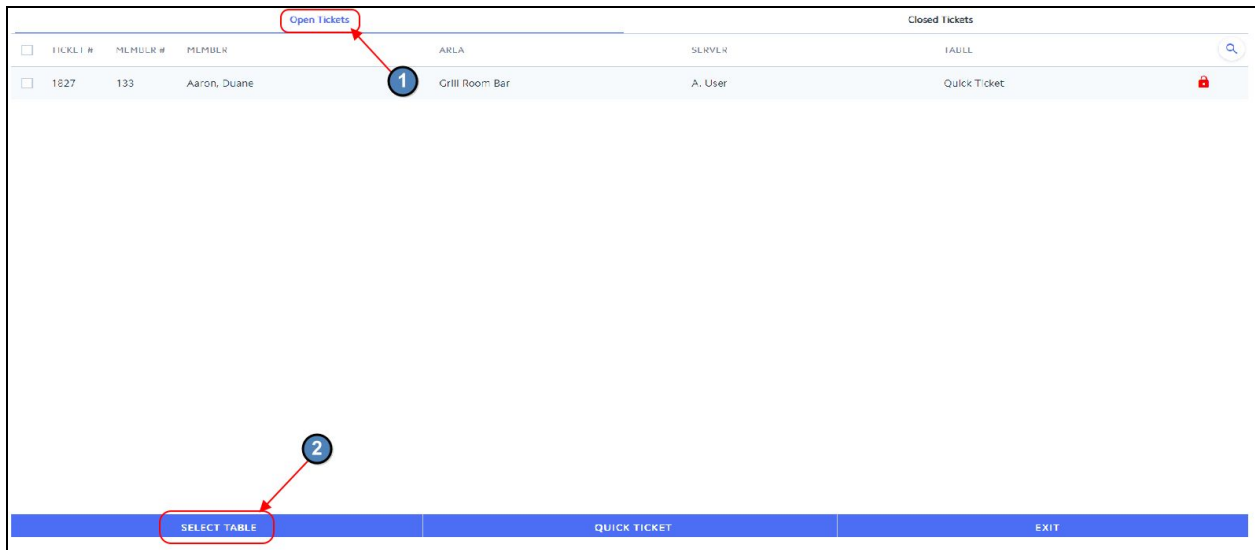 Open Tickets Closed Tickets
TICKET # MEMBER # MEMBER AREA SERVER TABLE
1827 133 Aaron, Duane 1 Grill Room Bar A. User Quick Ticket
2
SELECT TABLE QUICK TICKET EXIT